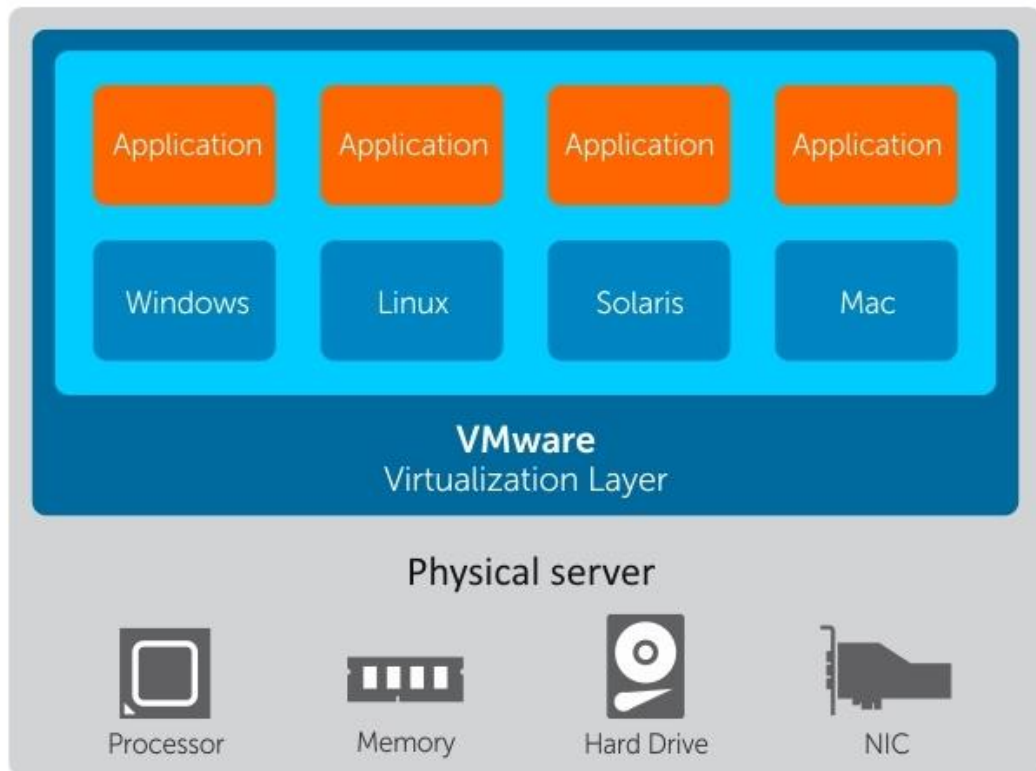 Application Application Application Application
Windows Linux Solaris Mac
VMware
Virtualization Layer
Physical server
Processor Memory Hard Drive NIC